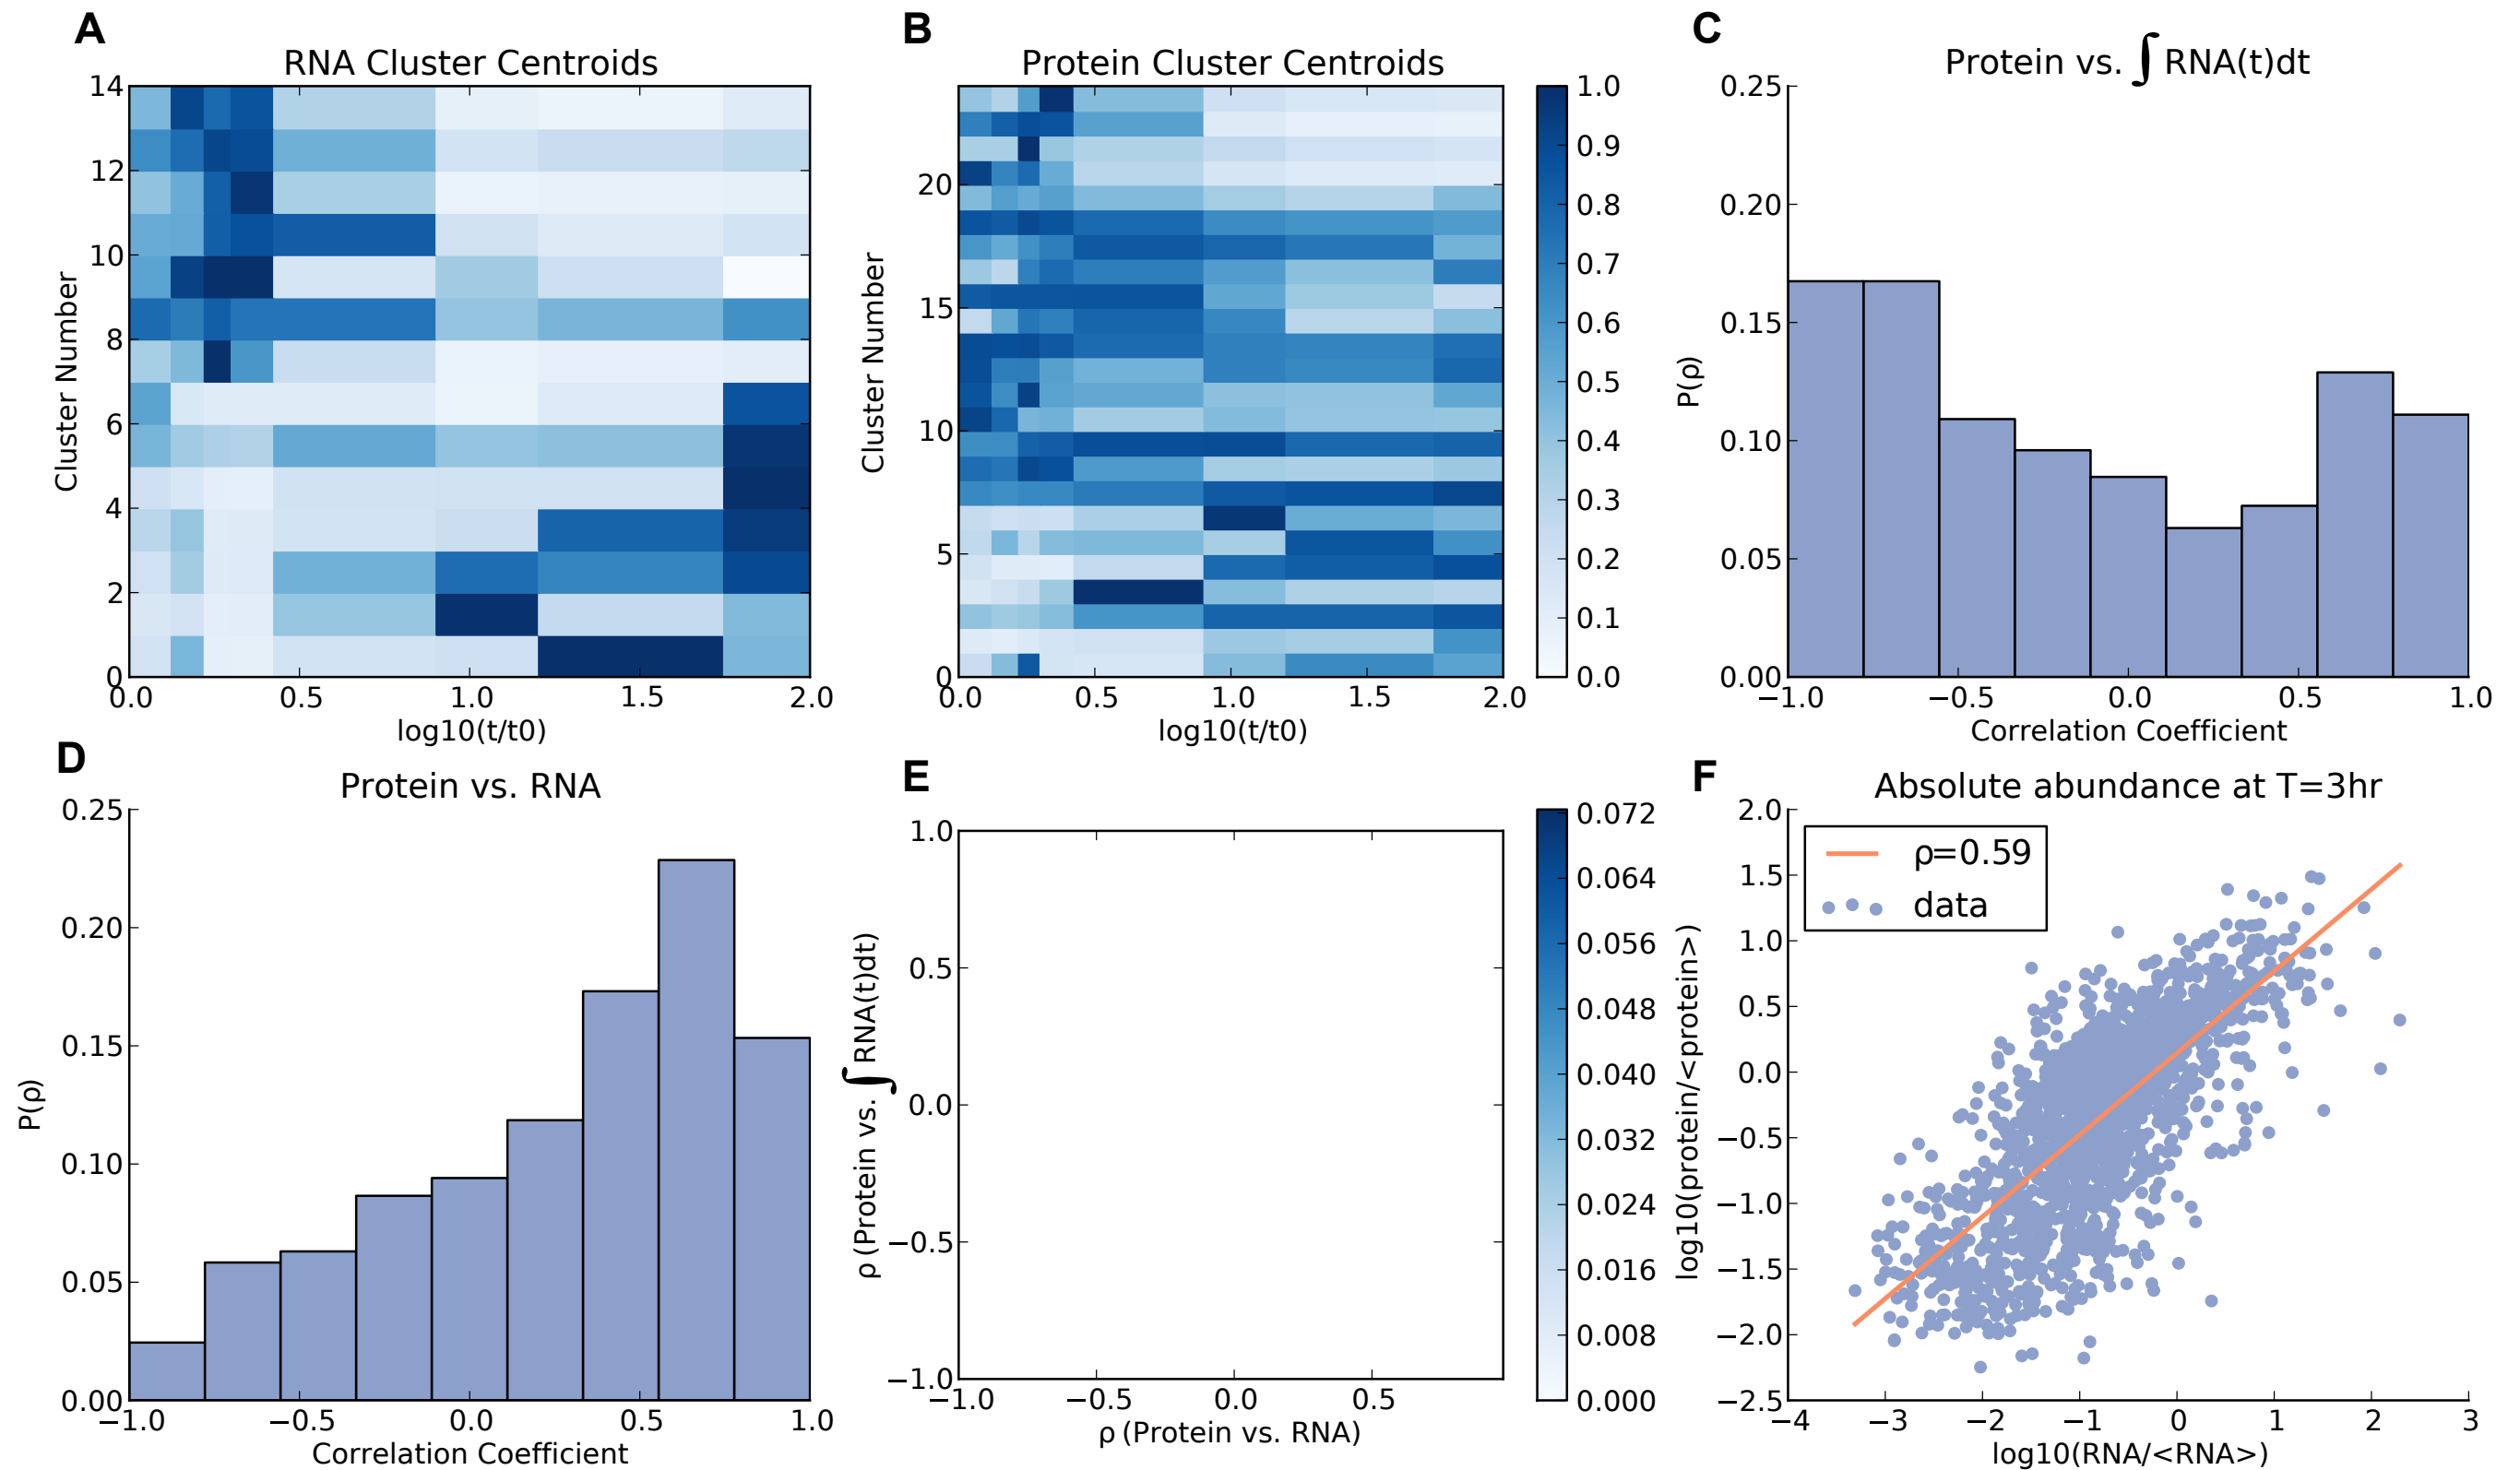 A
RNA Cluster Centroids
14
12
10
8
6
4
2
0
Cluster Number
0.0 0.5 1.0 1.5 2.0
log10(t/t0)
B
Protein Cluster Centroids
20
15
10
5
0
Cluster Number
0.0 0.5 1.0 1.5 2.0
log10(t/t0)
1.0
0.9
0.8
0.7
0.6
0.5
0.4
0.3
0.2
0.1
0.0
C
Protein vs. ∫ RNA(t)dt
0.25
0.20
0.15
0.10
0.05
0.00
P(ρ)
−1.0 −0.5 0.0 0.5 1.0
Correlation Coefficient
D
Protein vs. RNA
0.25
0.20
0.15
0.10
0.05
0.00
P(ρ)
−1.0 −0.5 0.0 0.5 1.0
Correlation Coefficient
E
1.0
0.5
0.0
−0.5
−1.0
ρ (Protein vs. ∫ RNA(t)dt)
−1.0 −0.5 0.0 0.5
ρ (Protein vs. RNA)
0.072
0.064
0.056
0.048
0.040
0.032
0.024
0.016
0.008
0.000
F
Absolute abundance at T=3hr
2.0
1.5
1.0
0.5
0.0
−0.5
−1.0
−1.5
−2.0
−2.5
log10(protein/<protein>)
ρ=0.59
data
−4 −3 −2 −1 0 1 2 3
log10(RNA/<RNA>)